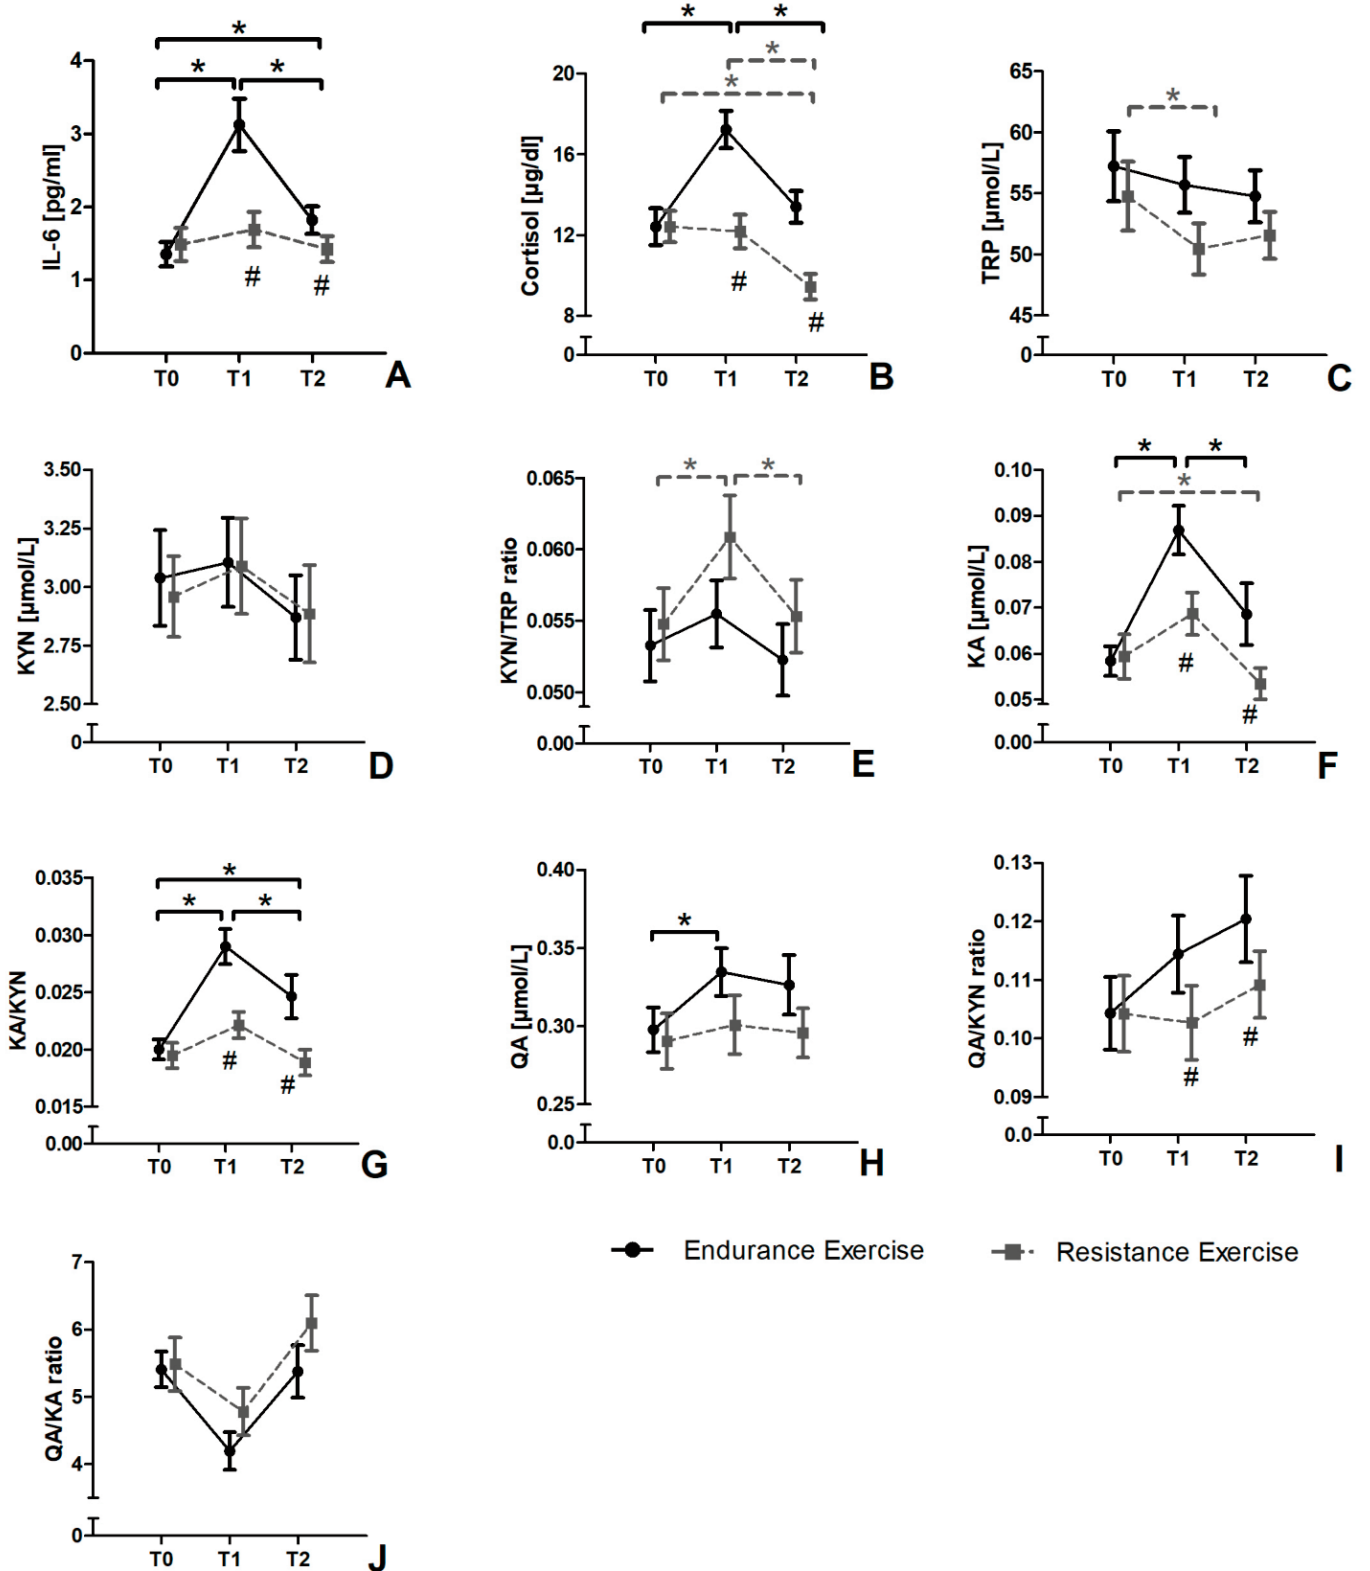 * 
* *
4
3
2
1
0
IL-6 [pg/ml]
# #
T0 T1 T2
A
* *
*
*
20
16
12
8
0
Cortisol [µg/dl]
#
#
T0 T1 T2
B
*
65
60
55
50
45
0
TRP [µmol/L]
T0 T1 T2
C
3.50
3.25
3.00
2.75
2.50
0
KYN [µmol/L]
T0 T1 T2
D
* *
0.065
0.060
0.055
0.050
0.00
KYN/TRP ratio
T0 T1 T2
E
* *
*
0.10
0.09
0.08
0.07
0.06
0.05
0.00
KA [µmol/L]
#
#
T0 T1 T2
F
*
* *
0.035
0.030
0.025
0.020
0.015
0.00
KA/KYN
#
#
T0 T1 T2
G
*
0.40
0.35
0.30
0.25
0.0
QA [µmol/L]
T0 T1 T2
H
0.13
0.12
0.11
0.10
0.09
0.0
QA/KYN ratio
#
#
T0 T1 T2
I
Endurance Exercise
Resistance Exercise
7
6
5
4
0
QA/KA ratio
T0 T1 T2
J